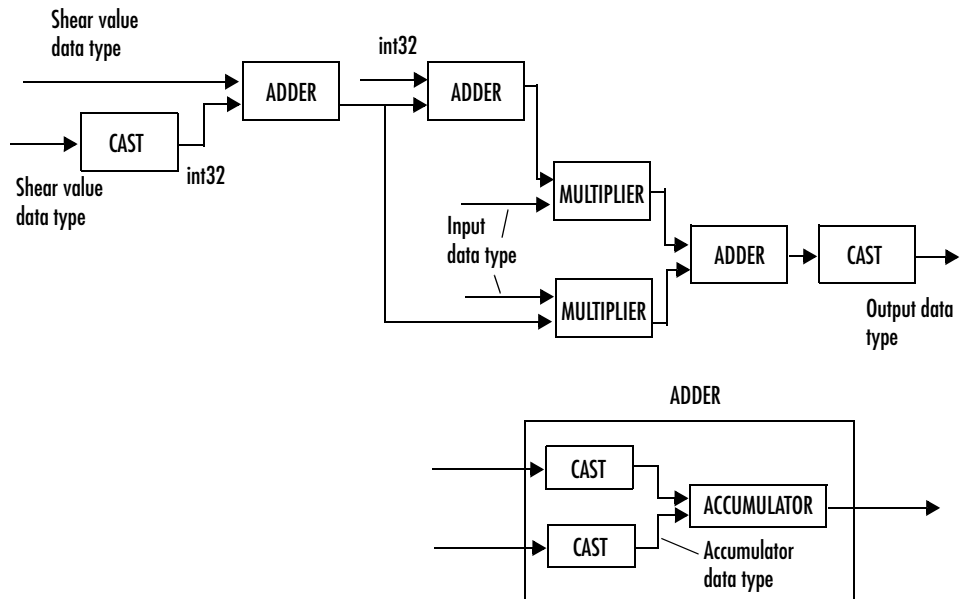 Shear value
data type
int32
ADDER
ADDER
CAST
int32
Shear value
data type
MULTIPLIER
Input
data type
ADDER
CAST
MULTIPLIER
Output data
type
ADDER
CAST
ACCUMULATOR
CAST
Accumulator
data type